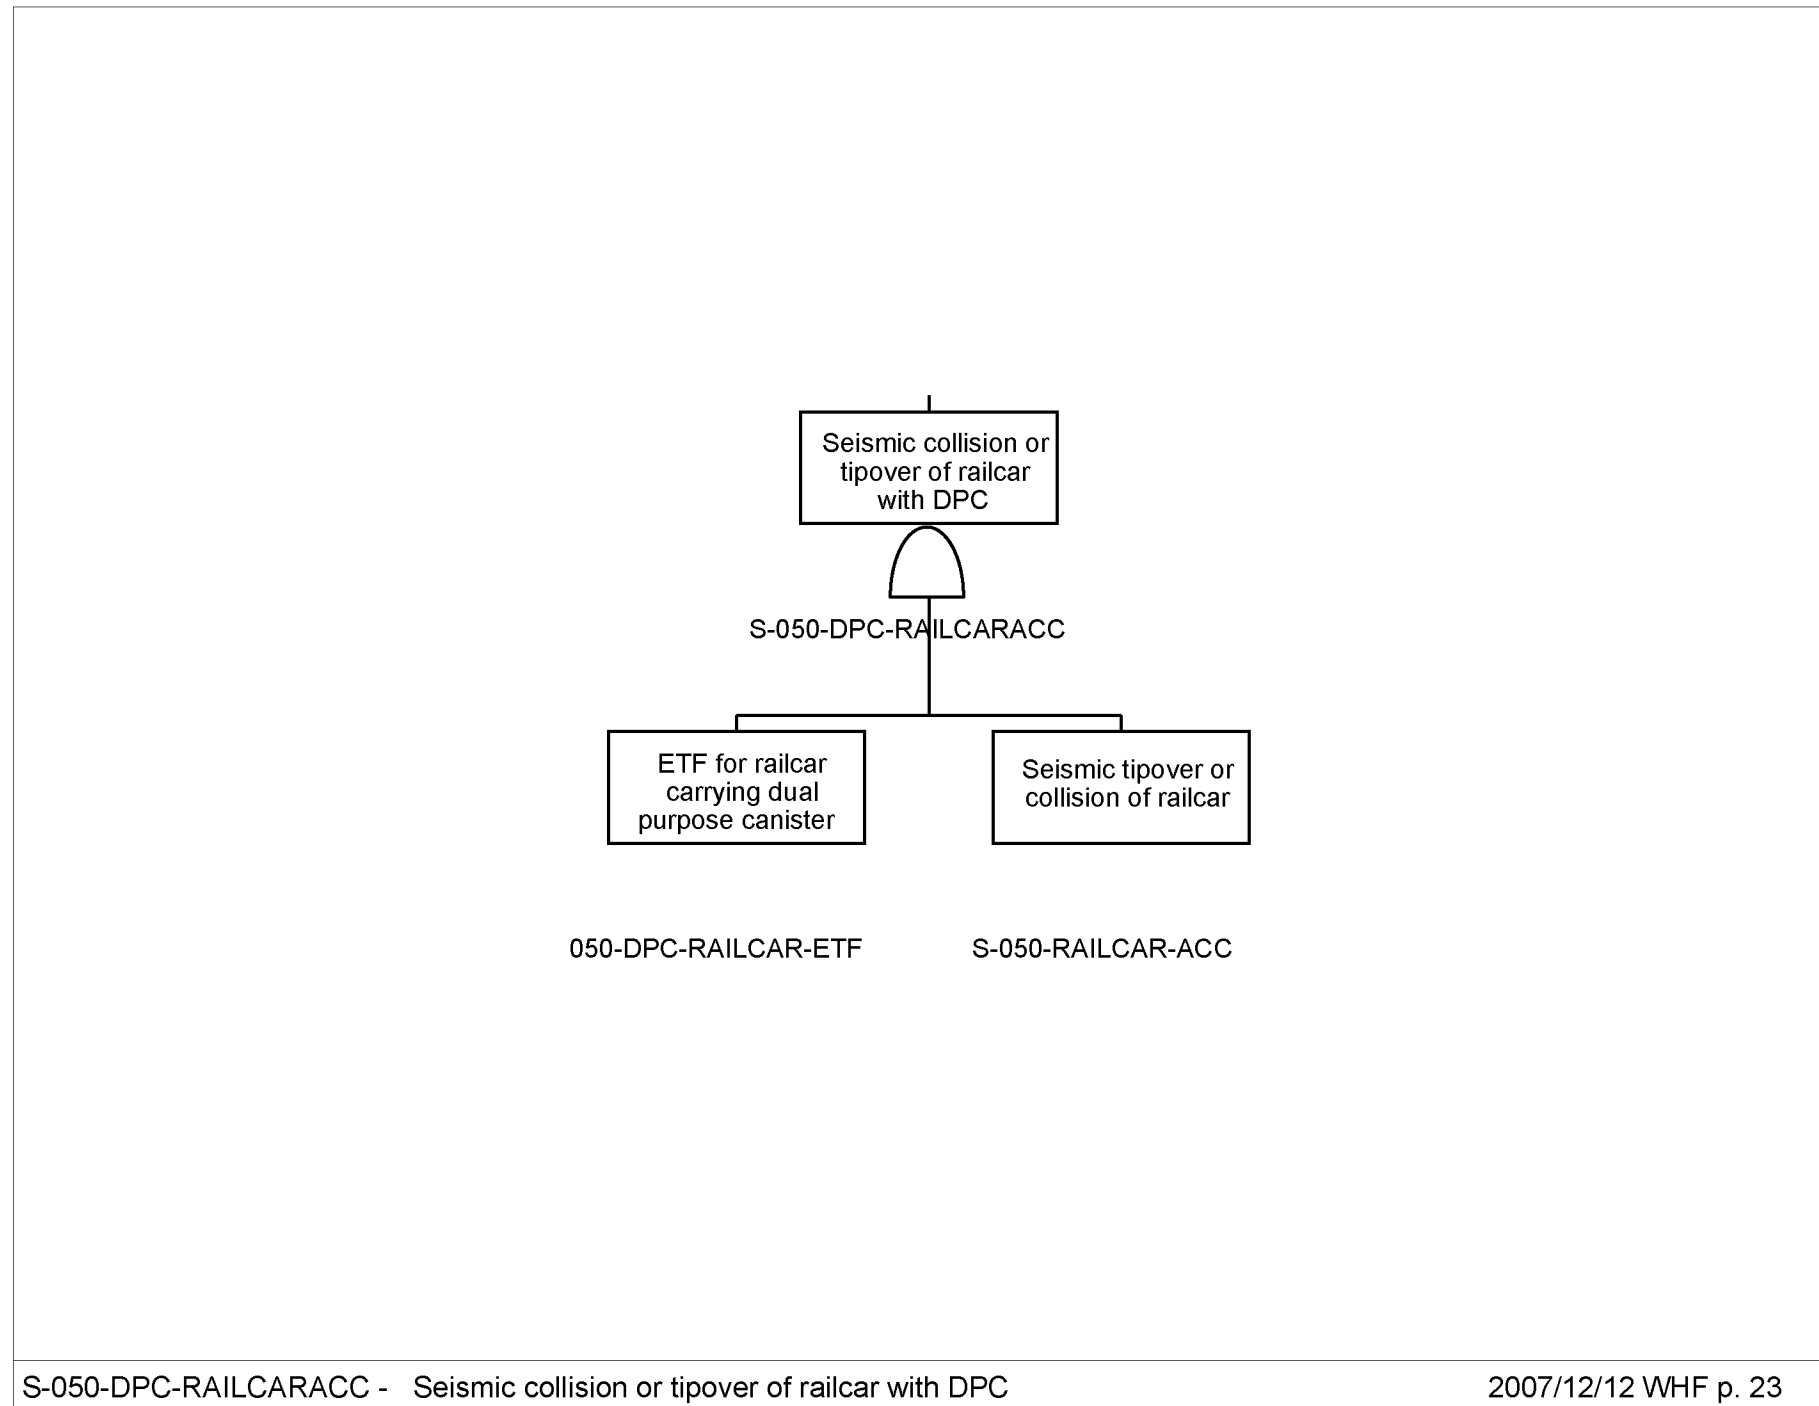 Seismic collision or
tipover of railcar
with DPC
S-050-DPC-RAILCARACC
ETF for railcar
carrying dual
purpose canister
Seismic tipover or
collision of railcar
050-DPC-RAILCAR-ETF
S-050-RAILCAR-ACC
S-050-DPC-RAILCARACC - Seismic collision or tipover of railcar with DPC
2007/12/12 WHF p. 23